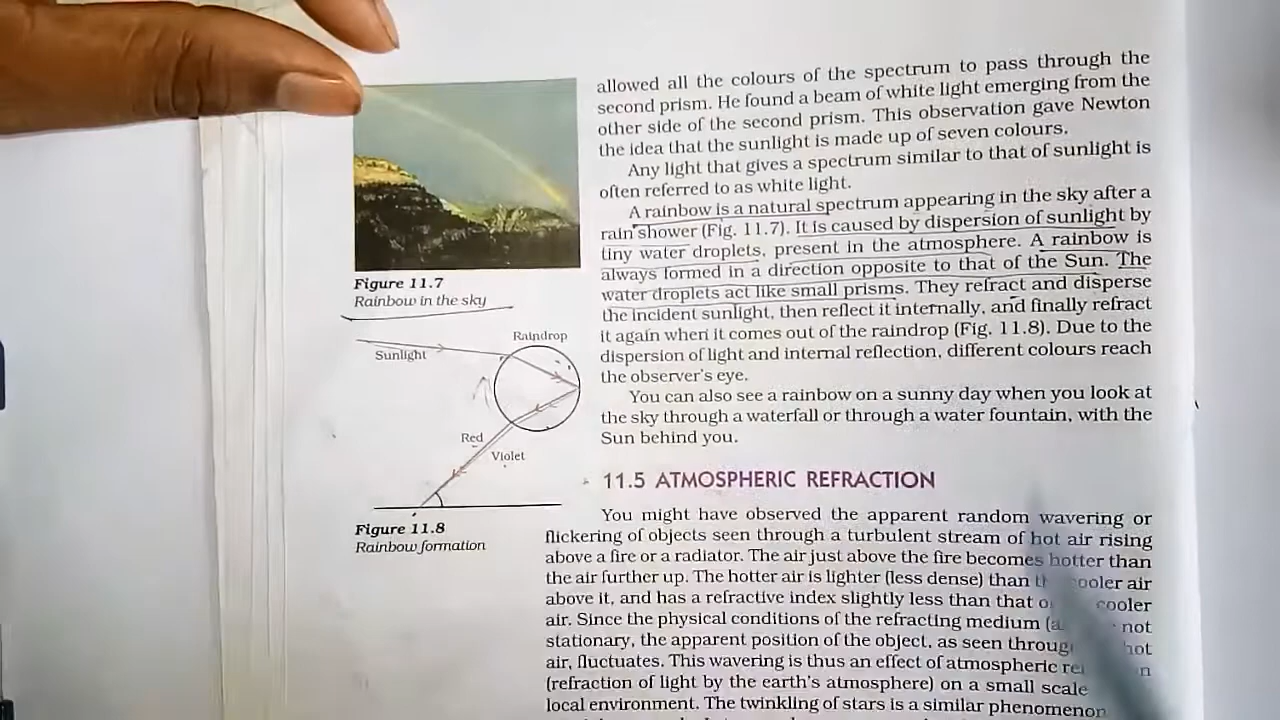 allowed all the colours of the spectrum to pass through the
second prism. He found a beam of white light emerging from the
other side of the second prism. This observation gave Newton
the idea that the sunlight is made up of seven colours.
Any light that gives a spectrum similar to that of sunlight is
often referred to as white light.
A rainbow is a natural spectrum appearing in the sky after a
rain shower (Fig. 11.7). It is caused by dispersion of sunlight by
tiny water droplets, present in the atmosphere. A rainbow is
always formed in a direction opposite to that of the Sun. The
water droplets act like small prisms. They refract and disperse
the incident sunlight, then reflect it internally, and finally refract
it again when it comes out of the raindrop (Fig. 11.8). Due to the
dispersion of light and internal reflection, different colours reach
the observer's eye.
You can also see a rainbow on a sunny day when you look at
the sky through a waterfall or through a water fountain, with the
Sun behind you.
Figure 11.7
Rainbow in the sky
Raindrop
Sunlight
Red
Violet
Figure 11.8
Rainbow formation
11.5 ATMOSPHERIC REFRACTION
You might have observed the apparent random wavering or
flickering of objects seen through a turbulent stream of hot air rising
above a fire or a radiator. The air just above the fire becomes hotter than
the air further up. The hotter air is lighter (less dense) than cooler air
above it, and has a refractive index slightly less than that cooler
air. Since the physical conditions of the refracting medium not
stationary, the apparent position of the object, as seen hot
air, fluctuates. This wavering is thus an effect of atmospheric
(refraction of light by the earth's atmosphere) on a small scale
local environment. The twinkling of stars is a similar phenomenon